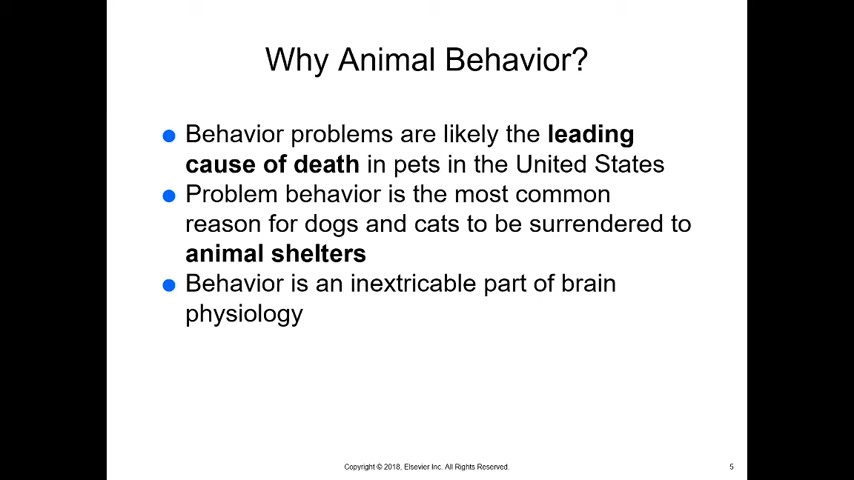 Why Animal Behavior?
Behavior problems are likely the leading
cause of death in pets in the United States
Problem behavior is the most common
reason for dogs and cats to be surrendered to
animal shelters
Behavior is an inextricable part of brain
physiology
Copyright © 2018, Elsevier Inc. All Rights Reserved.
5